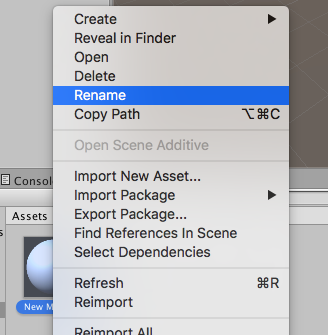 Create
Reveal in Finder
Open
Delete
Rename
Copy Path ⌥⌘C
Open Scene Additive
Import New Asset...
Import Package
Export Package...
Find References In Scene
Select Dependencies
Refresh ⌘R
Reimport
Reimport All
Consol
Assets
New M